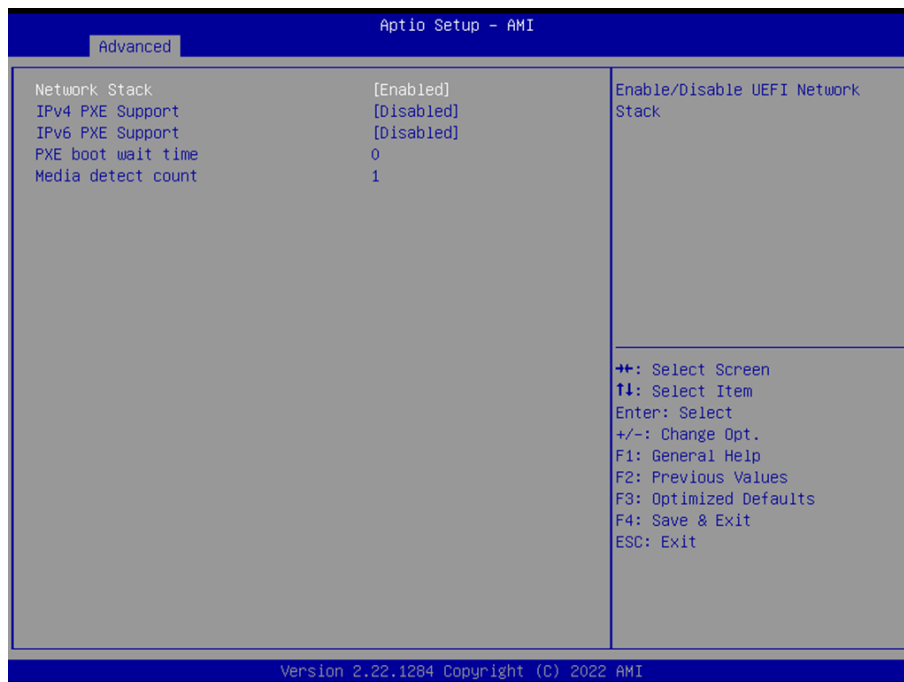 Aptio Setup – AMI
Advanced
Network Stack [Enabled]
IPv4 PXE Support [Disabled]
IPv6 PXE Support [Disabled]
PXE boot wait time 0
Media detect count 1
Enable/Disable UEFI Network
Stack
→←: Select Screen
↑↓: Select Item
Enter: Select
+/-: Change Opt.
F1: General Help
F2: Previous Values
F3: Optimized Defaults
F4: Save & Exit
ESC: Exit
Version 2.22.1284 Copyright (C) 2022 AMI